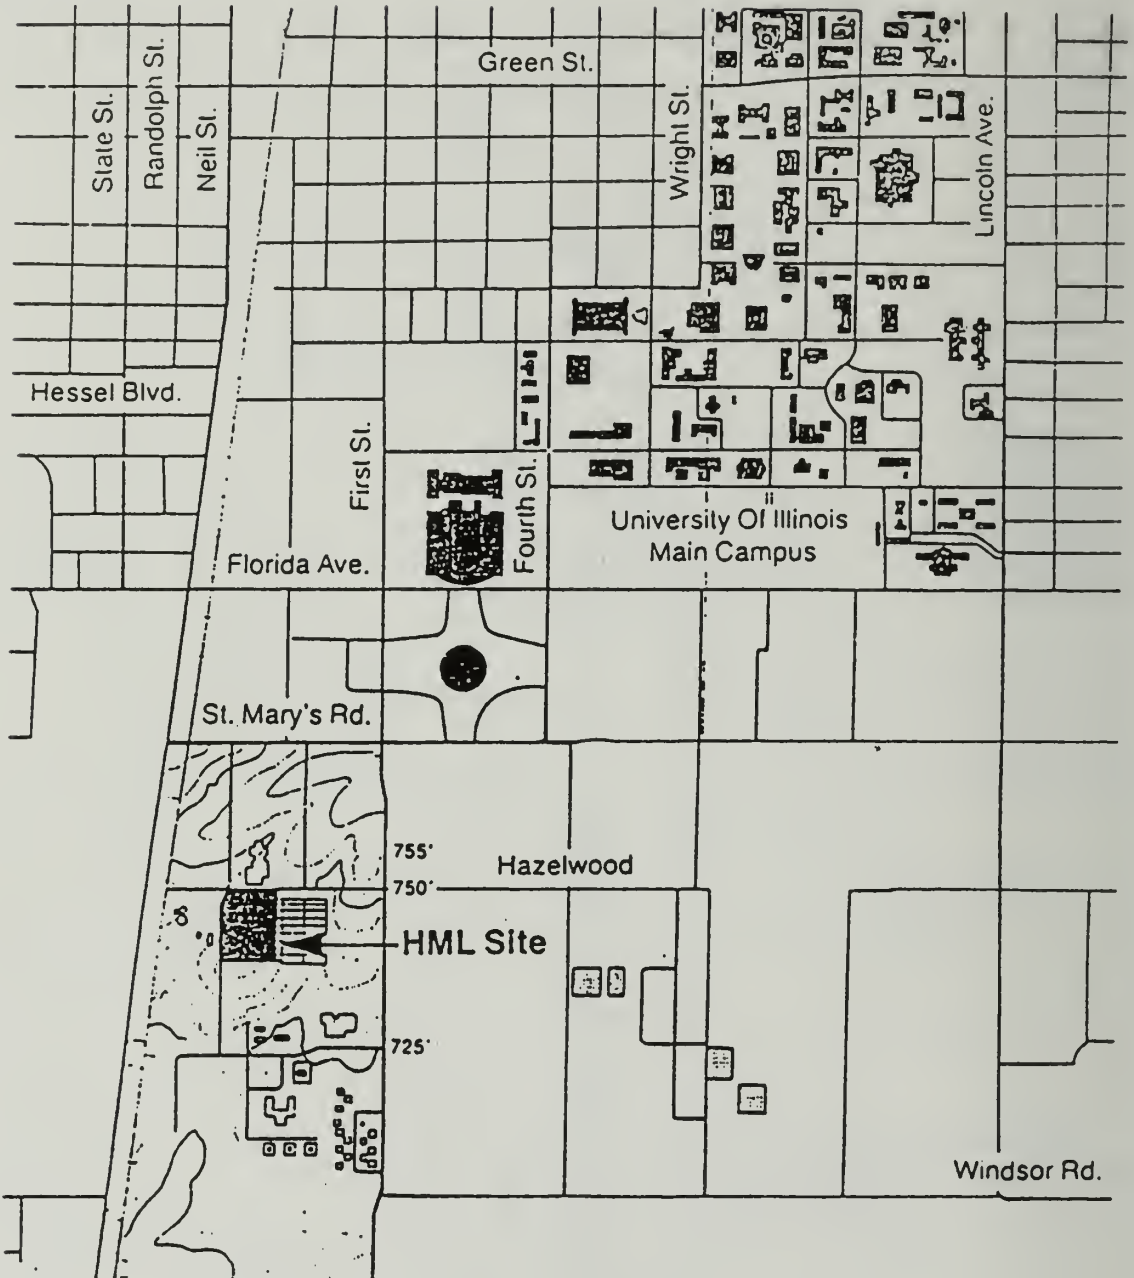 Green St.
State St.
Randolph St.
Neil St.
Wright St.
Lincoln Ave.
Hessel Blvd.
First St.
Fourth St.
University Of Illinois
Main Campus
Florida Ave.
St. Mary's Rd.
755'
Hazelwood
750'
HML Site
725'
Windsor Rd.